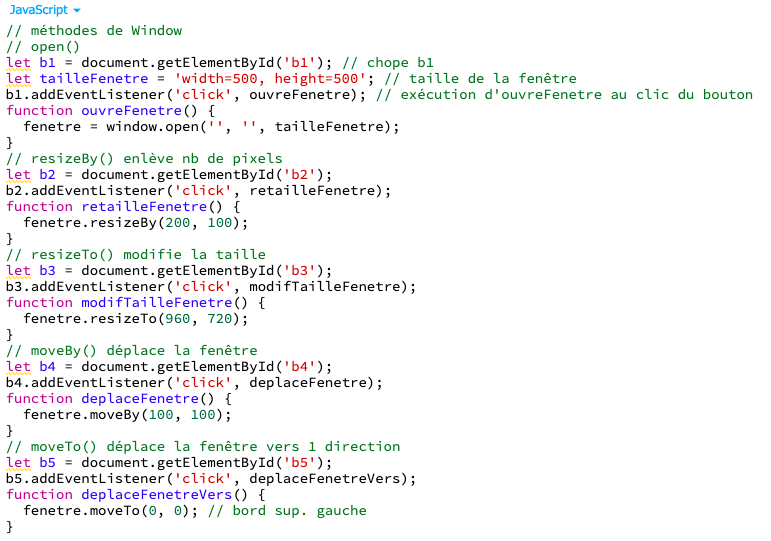 JavaScript
// méthodes de Window
// open()
let b1 = document.getElementById('b1'); // chope b1
let tailleFenetre = 'width=500, height=500'; // taille de la fenêtre
b1.addEventListener('click', ouvreFenetre); // exécution d'ouvreFenetre au clic du bouton
function ouvreFenetre() {
  fenetre = window.open('', '', tailleFenetre);
}
// resizeBy() enlève nb de pixels
let b2 = document.getElementById('b2');
b2.addEventListener('click', retailleFenetre);
function retailleFenetre() {
  fenetre.resizeBy(200, 100);
}
// resizeTo() modifie la taille
let b3 = document.getElementById('b3');
b3.addEventListener('click', modifTailleFenetre);
function modifTailleFenetre() {
  fenetre.resizeTo(960, 720);
}
// moveBy() déplace la fenêtre
let b4 = document.getElementById('b4');
b4.addEventListener('click', deplaceFenetre);
function deplaceFenetre() {
  fenetre.moveBy(100, 100);
}
// moveTo() déplace la fenêtre vers 1 direction
let b5 = document.getElementById('b5');
b5.addEventListener('click', deplaceFenetreVers);
function deplaceFenetreVers() {
  fenetre.moveTo(0, 0); // bord sup. gauche
}